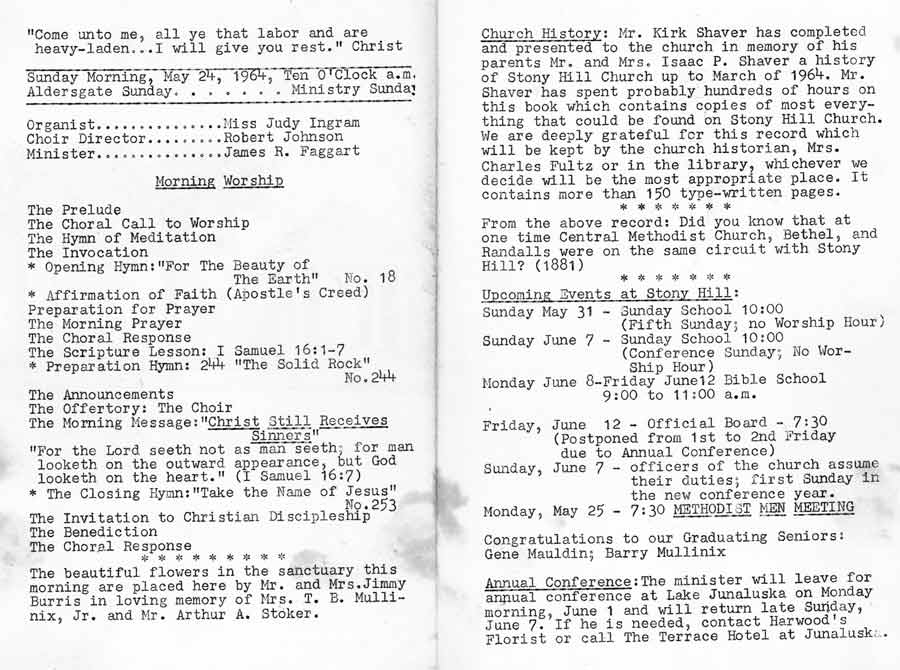 "Come unto me, all ye that labor and are
heavy-laden...I will give you rest." Christ
Sunday Morning, May 24, 1964, Ten O'Clock a.m.
Aldersgate Sunday. . . . . . . Ministry Sunday
Organist...............Miss Judy Ingram
Choir Director.........Robert Johnson
Minister...............James R. Faggart
Morning Worship
The Prelude
The Choral Call to Worship
The Hymn of Meditation
The Invocation
* Opening Hymn:"For The Beauty of
The Earth" No. 18
* Affirmation of Faith (Apostle's Creed)
Preparation for Prayer
The Morning Prayer
The Choral Response
The Scripture Lesson: I Samuel 16:1-7
* Preparation Hymn: 244 "The Solid Rock"
No.244
The Announcements
The Offertory: The Choir
The Morning Message:"Christ Still Receives
Sinners"
"For the Lord seeth not as man seeth; for man
looketh on the outward appearance, but God
looketh on the heart." (I Samuel 16:7)
* The Closing Hymn:"Take the Name of Jesus"
No.253
The Invitation to Christian Discipleship
The Benediction
The Choral Response
* * * * * * * * *
The beautiful flowers in the sanctuary this
morning are placed here by Mr. and Mrs.Jimmy
Burris in loving memory of Mrs. T. B. Mulli-
nix, Jr. and Mr. Arthur A. Stoker.
Church History: Mr. Kirk Shaver has completed
and presented to the church in memory of his
parents Mr. and Mrs. Isaac P. Shaver a history
of Stony Hill Church up to March of 1964. Mr.
Shaver has spent probably hundreds of hours on
this book which contains copies of most every-
thing that could be found on Stony Hill Church.
We are deeply grateful for this record which
will be kept by the church historian, Mrs.
Charles Fultz or in the library, whichever we
decide will be the most appropriate place. It
contains more than 150 type-written pages.
* * * * * * *
From the above record: Did you know that at
one time Central Methodist Church, Bethel, and
Randalls were on the same circuit with Stony
Hill? (1881)
* * * * * * *
Upcoming Events at Stony Hill:
Sunday May 31 - Sunday School 10:00
(Fifth Sunday; no Worship Hour)
Sunday June 7 - Sunday School 10:00
(Conference Sunday; No Wor-
Ship Hour)
Monday June 8-Friday June12 Bible School
9:00 to 11:00 a.m.
Friday, June 12 - Official Board - 7:30
(Postponed from 1st to 2nd Friday
due to Annual Conference)
Sunday, June 7 - officers of the church assume
their duties; first Sunday in
the new conference year.
Monday, May 25 - 7:30 METHODIST MEN MEETING
Congratulations to our Graduating Seniors:
Gene Mauldin; Barry Mullinix
Annual Conference:The minister will leave for
annual conference at Lake Junaluska on Monday
morning, June 1 and will return late Sunday,
June 7. If he is needed, contact Harwood's
Florist or call The Terrace Hotel at Junaluska.